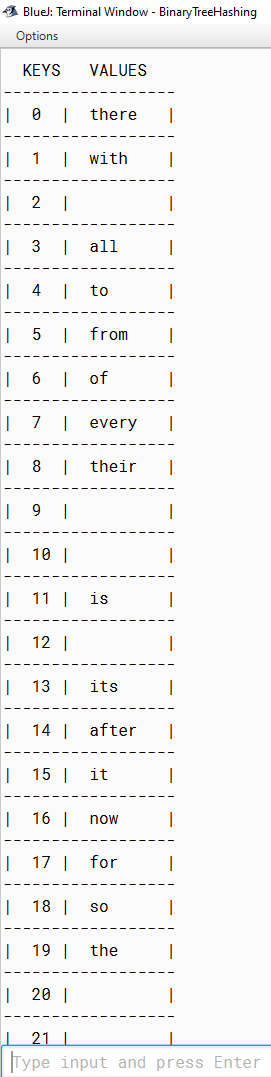 BlueJ: Terminal Window - BinaryTreeHashing
Options
KEYS VALUES
------------------
| 0 | there |
------------------
| 1 | with |
------------------
| 2 | |
------------------
| 3 | all |
------------------
| 4 | to |
------------------
| 5 | from |
------------------
| 6 | of |
------------------
| 7 | every |
------------------
| 8 | their |
------------------
| 9 | |
------------------
| 10 | |
------------------
| 11 | is |
------------------
| 12 | |
------------------
| 13 | its |
------------------
| 14 | after |
------------------
| 15 | it |
------------------
| 16 | now |
------------------
| 17 | for |
------------------
| 18 | so |
------------------
| 19 | the |
------------------
| 20 | |
------------------
| 21 | |
Type input and press Enter